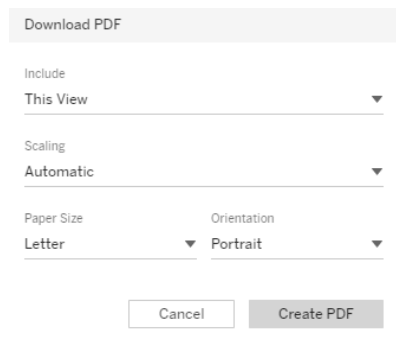 Download PDF
Include
This View
Scaling
Automatic
Paper Size Orientation
Letter Portrait
Cancel Create PDF